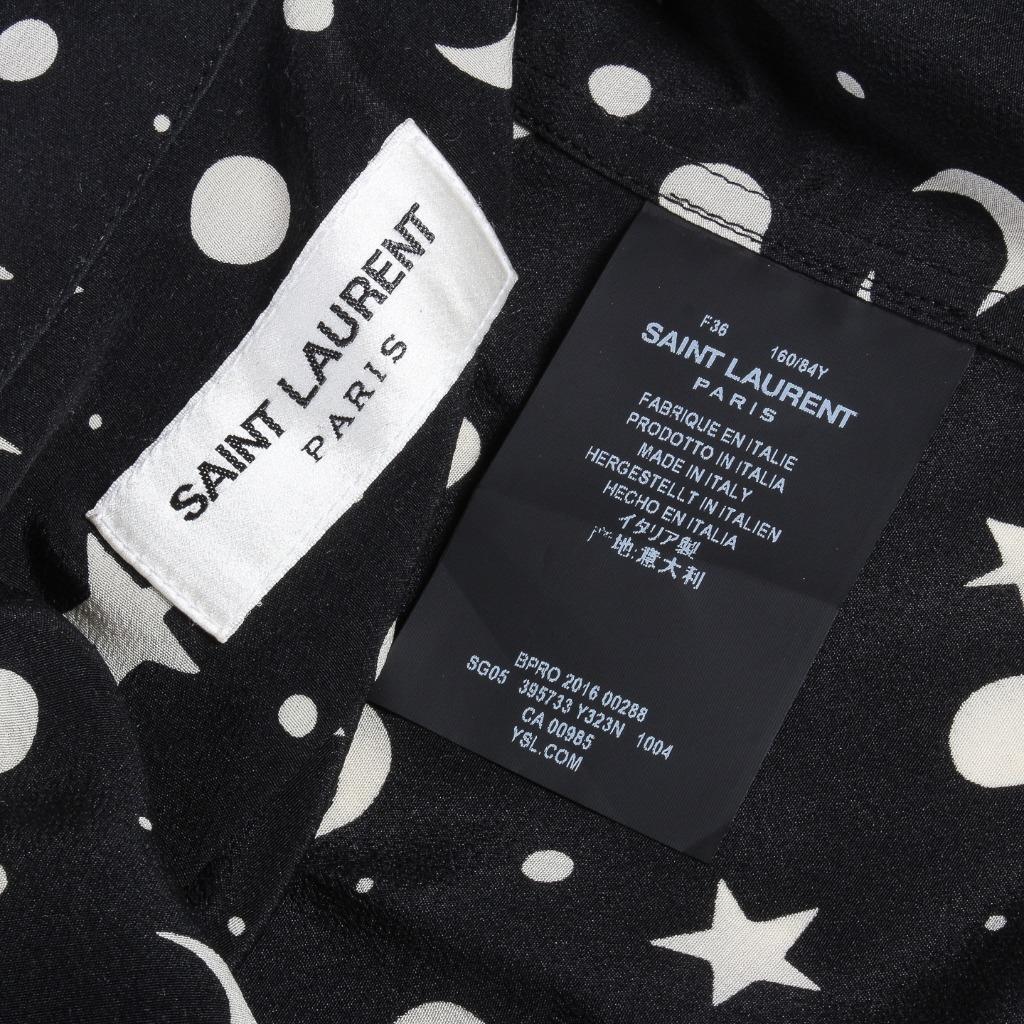 SAINT LAURENT
PARIS
F36 160/84Y
SAINT LAURENT
PARIS
FABRIQUE EN ITALIE
PRODOTTO IN ITALIA
MADE IN ITALY
HERGESTELLT IN ITALIEN
HECHO EN ITALIA
イタリア製
产地:意大利
BPRO 2016 00288
SG05 395733 Y323N 1004
CA 00985
YSL.COM